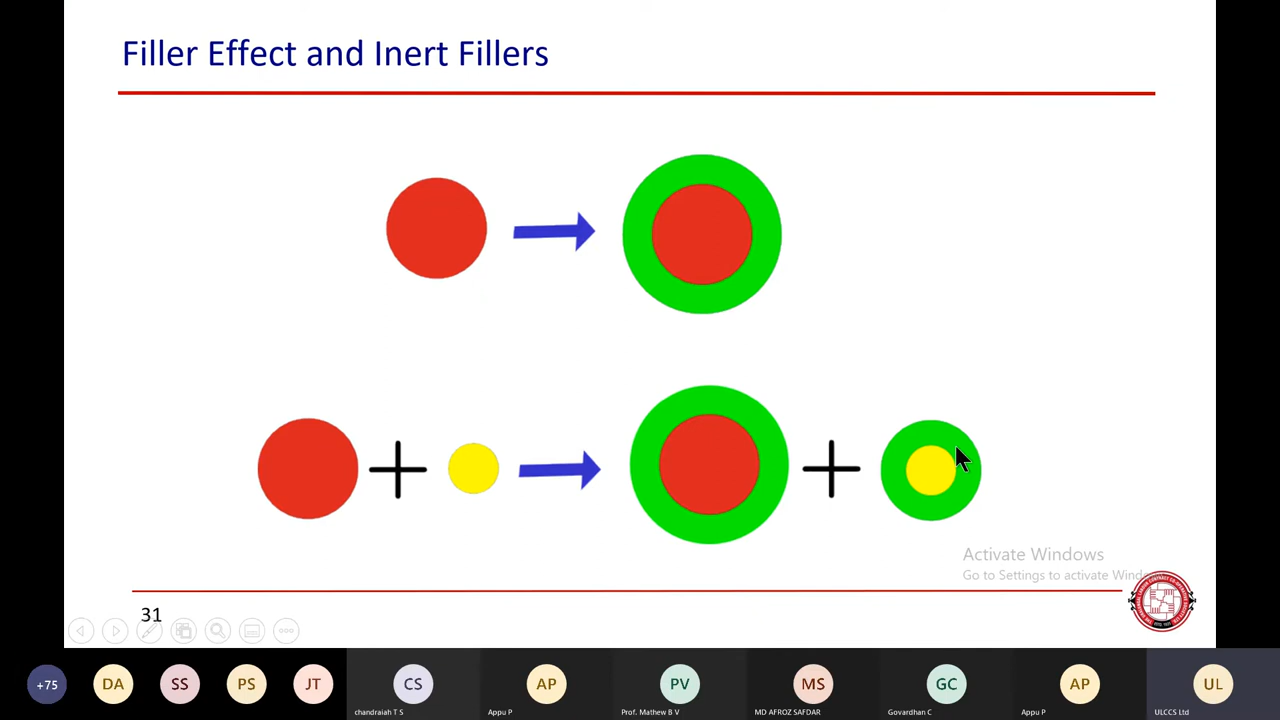 Filler Effect and Inert Fillers
Activate Windows
Go to Settings to activate
31
+75
DA
SS
PS
JT
CS
AP
PV
MS
GC
AP
UL
chandraiah T S
Appu P
Prof. Mathew B V
MD AFROZ SAFDAR
Govardhan C
Appu P
ULCCS Ltd